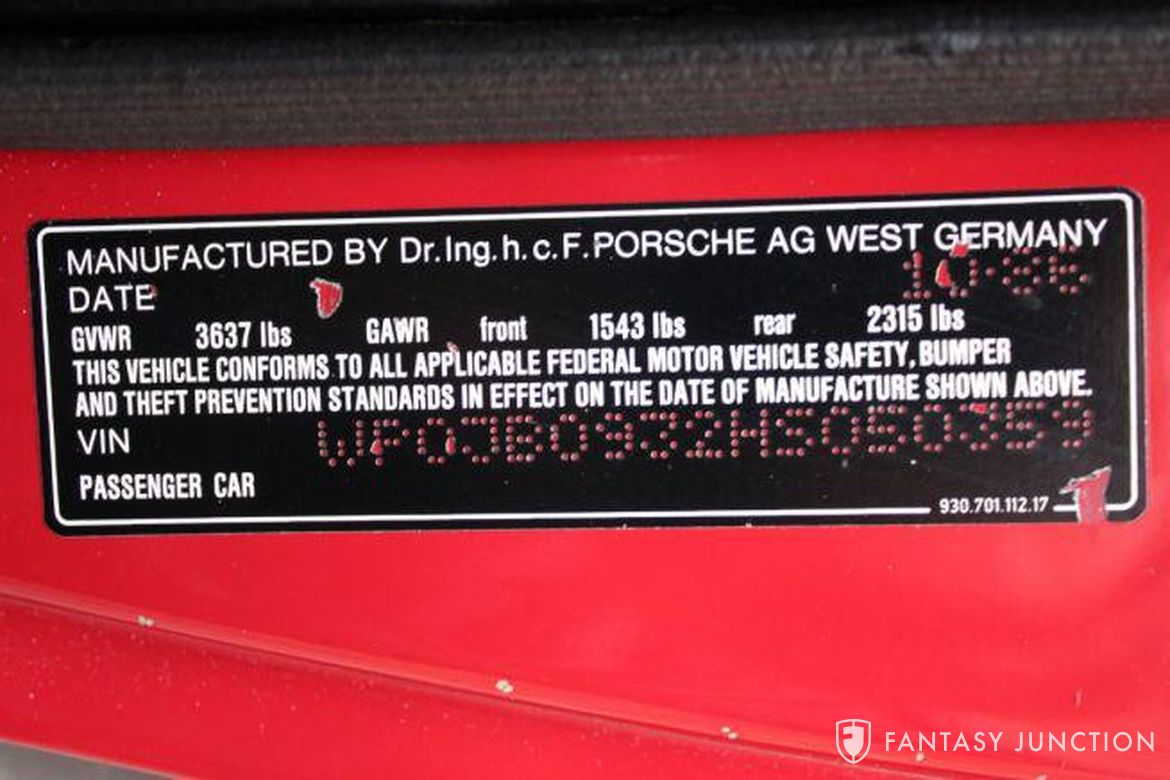 MANUFACTURED BY Dr.Ing.h.c.F.PORSCHE AG WEST GERMANY
DATE 10-86
GVWR 3637 lbs GAWR front 1543 lbs rear 2315 lbs
THIS VEHICLE CONFORMS TO ALL APPLICABLE FEDERAL MOTOR VEHICLE SAFETY, BUMPER
AND THEFT PREVENTION STANDARDS IN EFFECT ON THE DATE OF MANUFACTURE SHOWN ABOVE.
VIN WP0JB0932HS050359
PASSENGER CAR
930.701.112.17
FANTASY JUNCTION